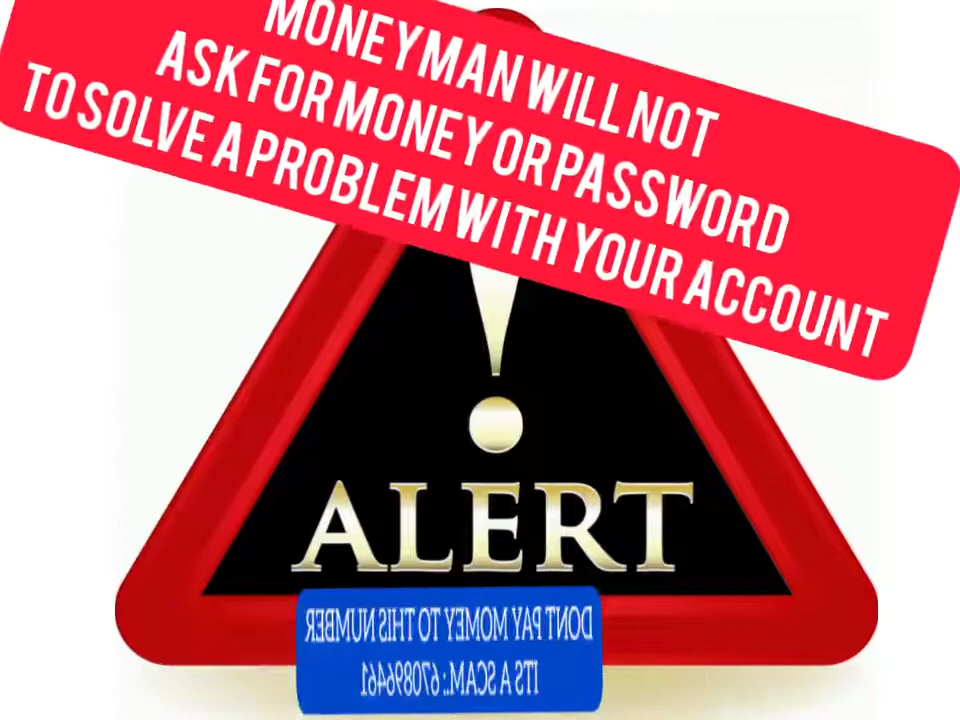 MONEYMAN WILL NOT
ASK FOR MONEY OR PASSWORD
TO SOLVE A PROBLEM WITH YOUR ACCOUNT
ALERT
DONT PAY MOMEY TO THIS NUMBER
ITS A SCAM.: 670896461